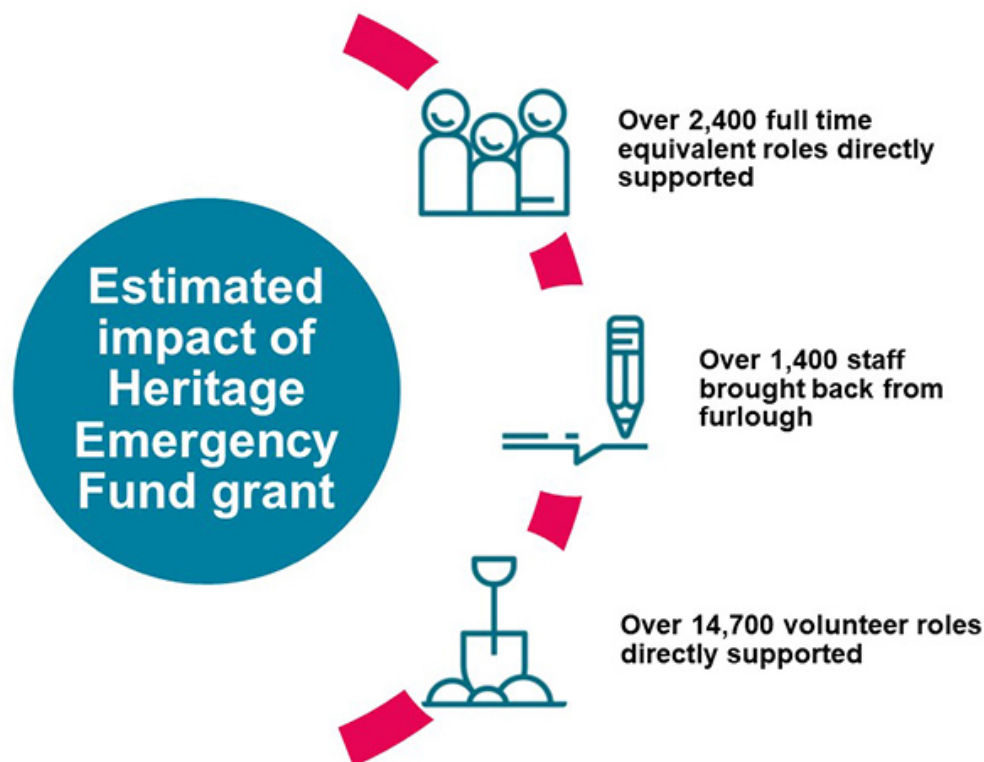 Estimated
impact of
Heritage
Emergency
Fund grant
Over 2,400 full time
equivalent roles directly
supported
Over 1,400 staff
brought back from
furlough
Over 14,700 volunteer roles
directly supported